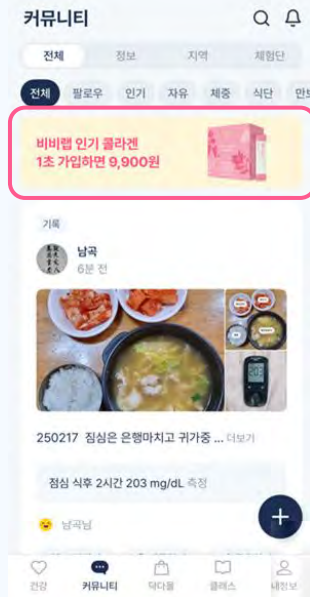 커뮤니티
전체 정보 지역 체험단
전체 팔로우 인기 자유 체중 식단
비비랩 인기 콜라겐
1초 가입하면 9,900원
기록
남곡
6분 전
250217 짐심은 은행마치고 귀가중 ... 더보기
점심 식후 2시간 203 mg/dL 측정
남곡님
건강 커뮤니티 닥다몰 클래스 내정보